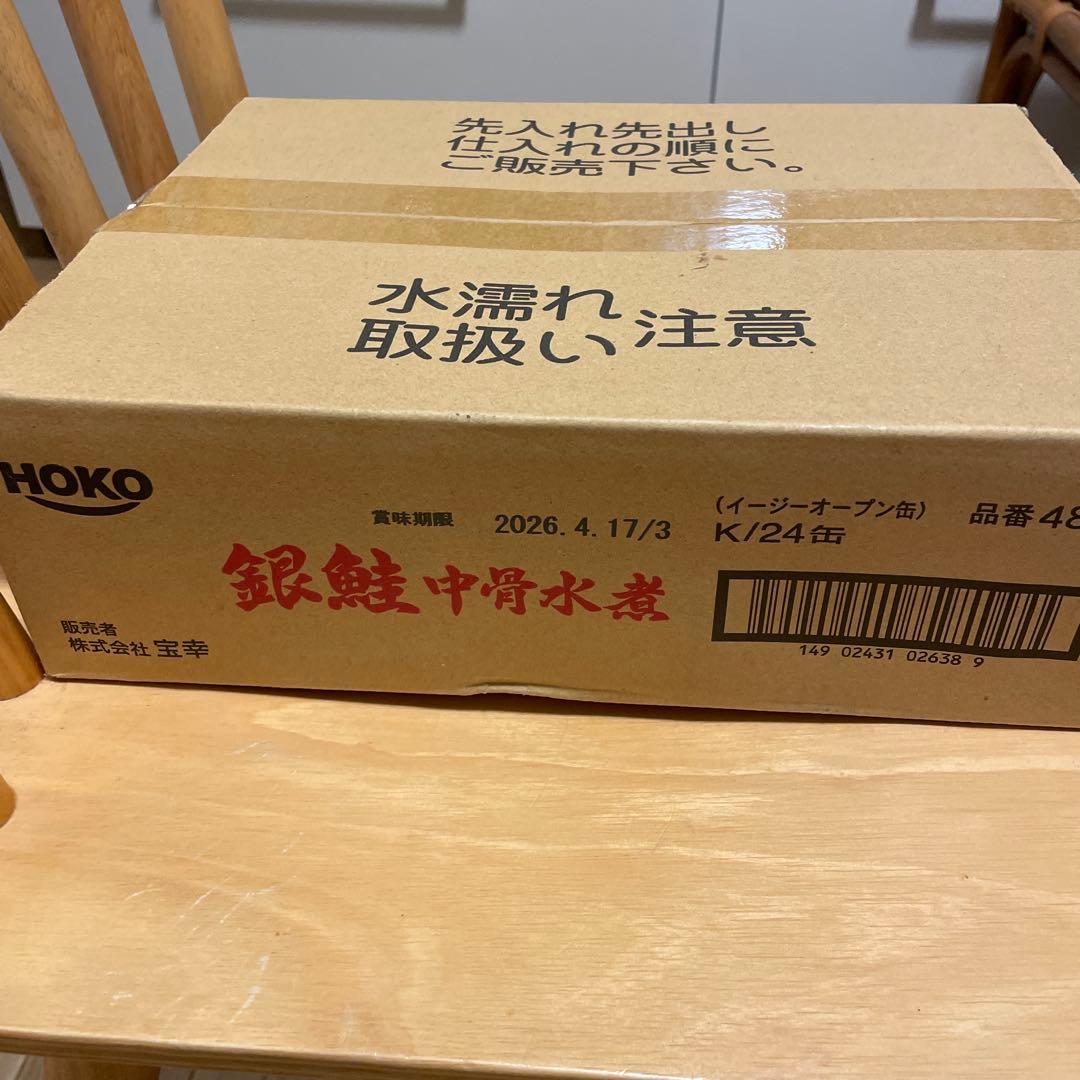 先入れ先出し
仕入れの順に
ご販売下さい。
水濡れ
取扱い 注意
HOKO
賞味期限 2026.4.17/3
(イージーオープン缶)
K/24缶
品番48
銀鮭中骨水煮
販売者
株式会社 宝幸
149 02431 02638 9